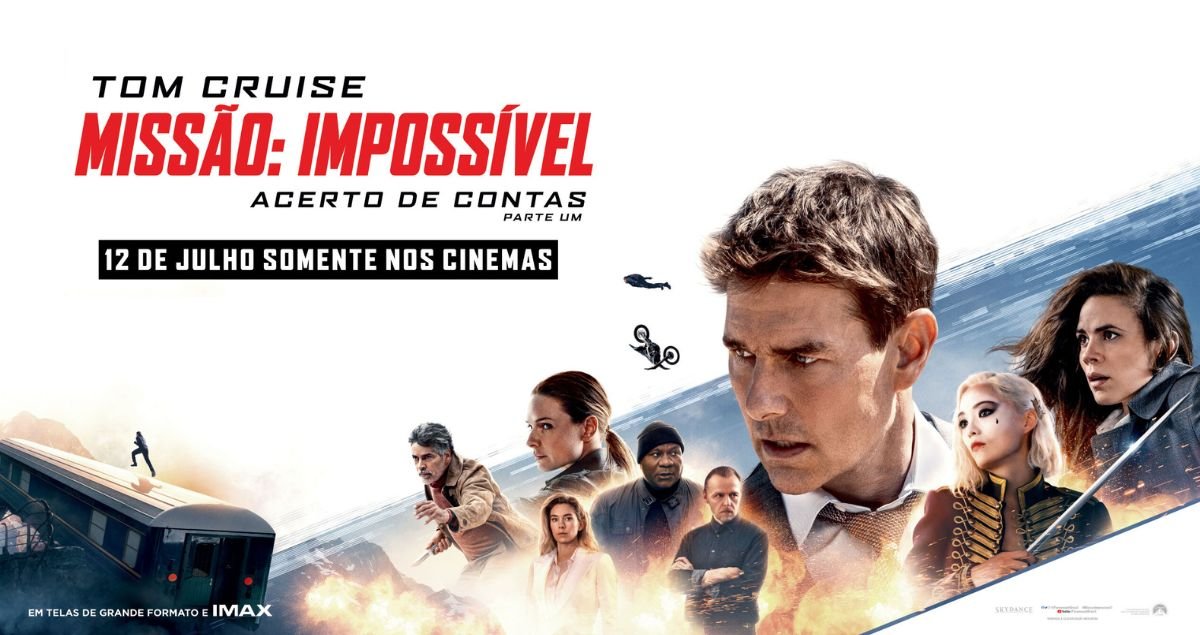 TOM CRUISE
MISSÃO: IMPOSSÍVEL
ACERTO DE CONTAS
PARTE UM
12 DE JULHO SOMENTE NOS CINEMAS
EM TELAS DE GRANDE FORMATO E IMAX
SKYDANCE